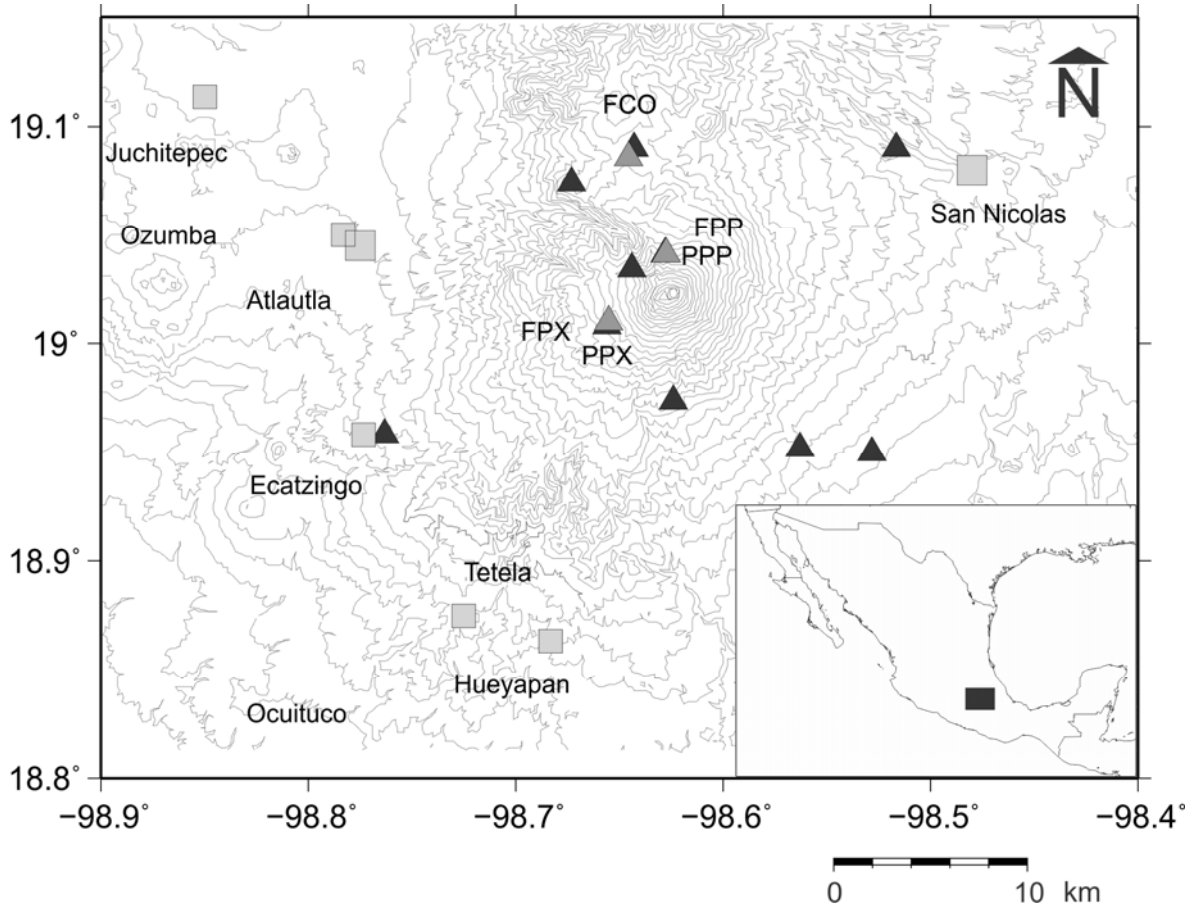 N
FCO
19.1°
Juchitepec
San Nicolas
FPP
Ozumba
PPP
Atlautla
19°
FPX
PPX
Ecatzingo
18.9°
Tetela
Hueyapan
Ocuituco
18.8°
−98.9° −98.8° −98.7° −98.6° −98.5° −98.4°
0 10 km